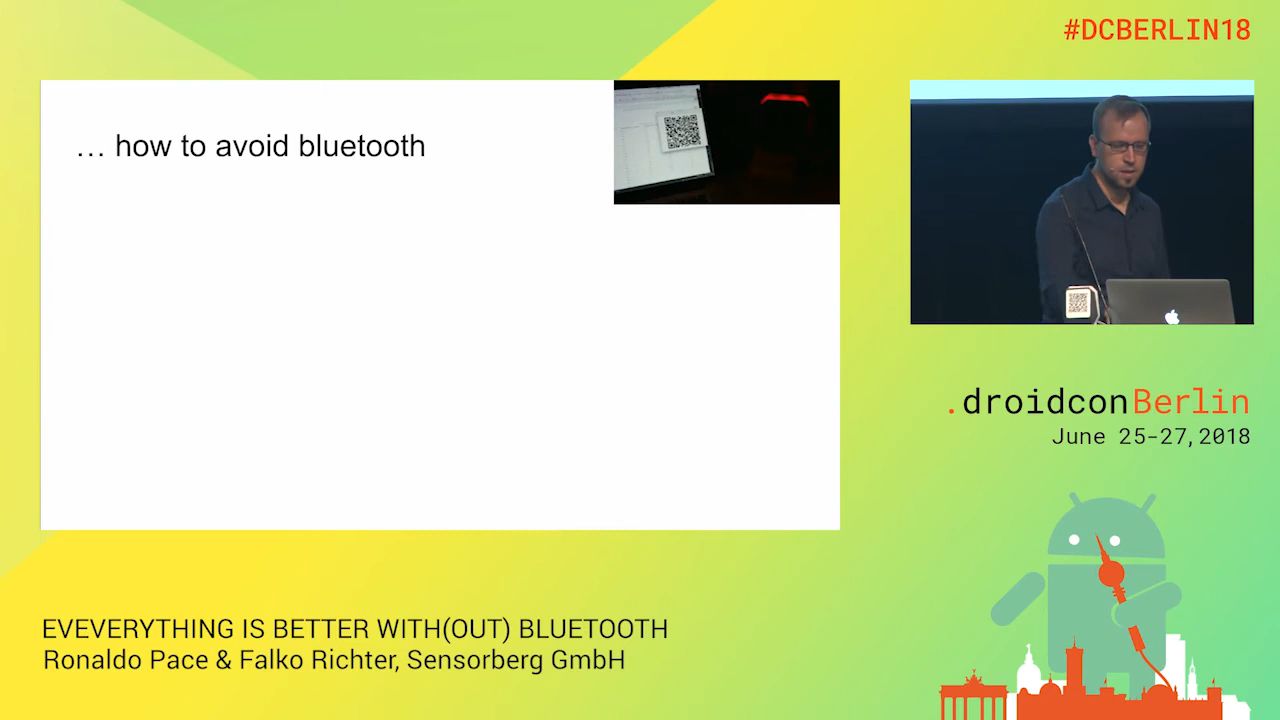 #DCBERLIN18
... how to avoid bluetooth
.droidconBerlin
June 25-27, 2018
EVEVERYTHING IS BETTER WITH(OUT) BLUETOOTH
Ronaldo Pace & Falko Richter, Sensorberg GmbH